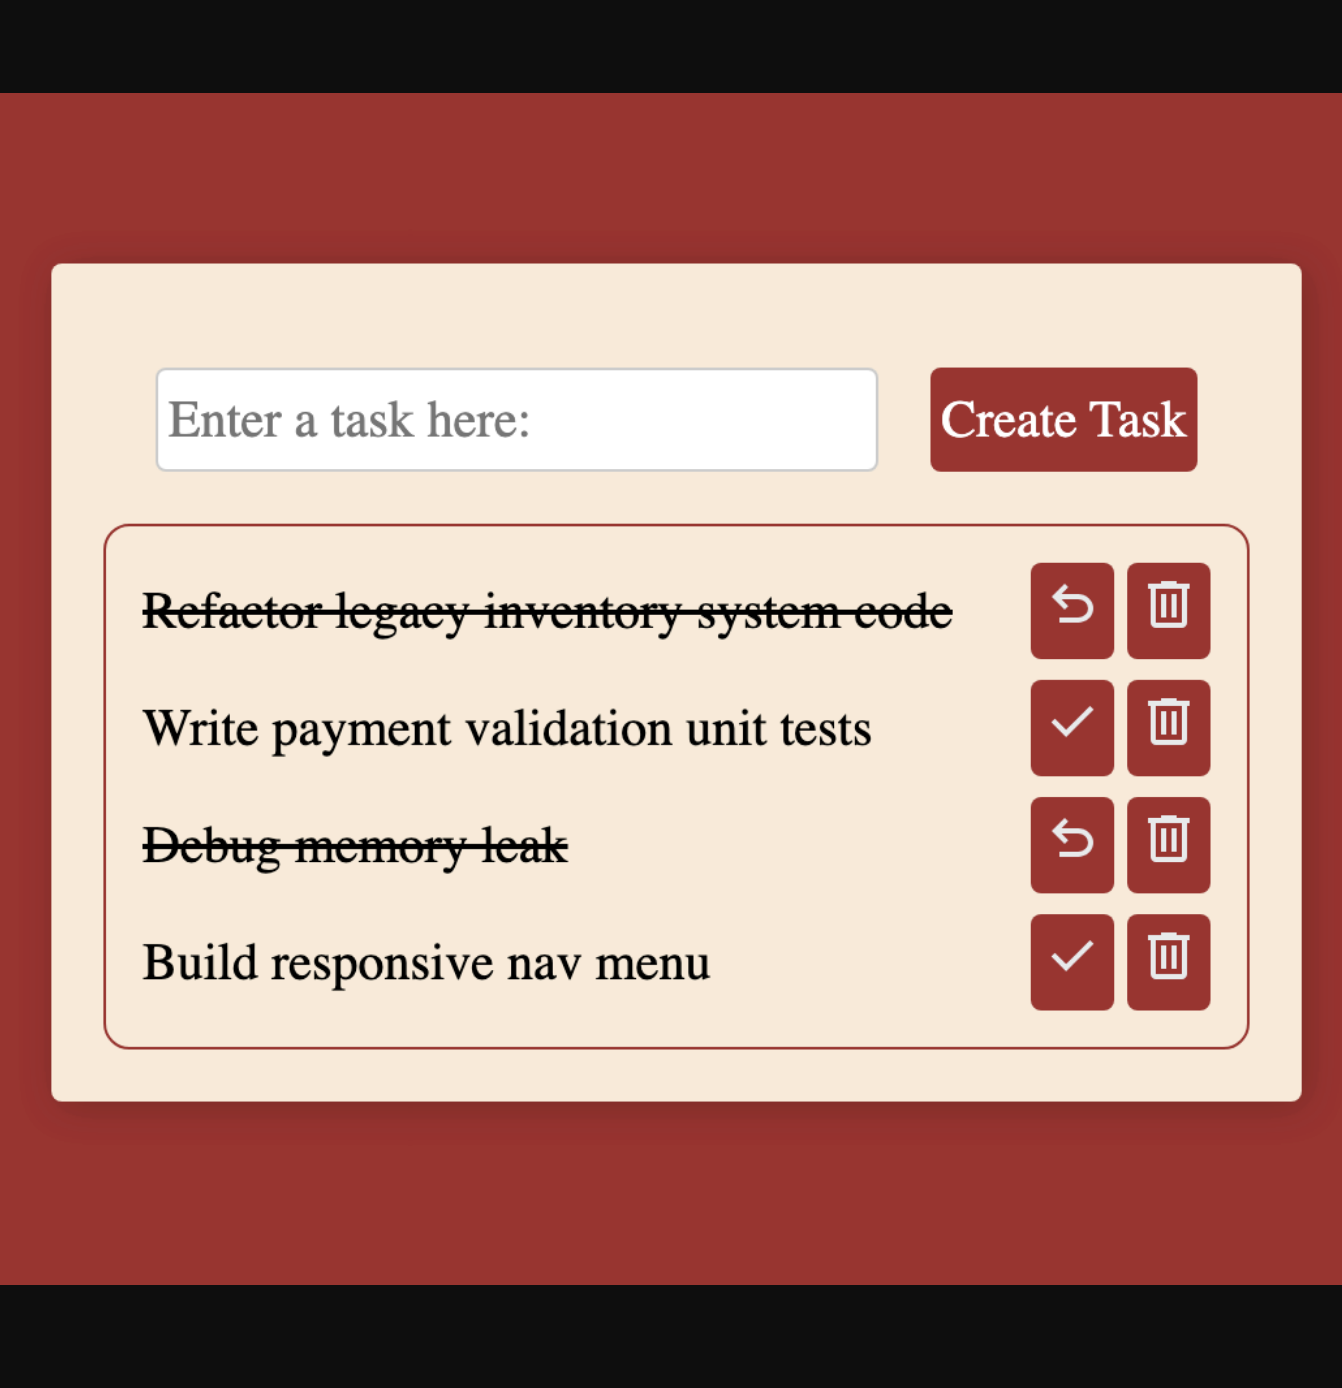 Enter a task here:
Create Task
Refactor legacy inventory system code
Write payment validation unit tests
Debug memory leak
Build responsive nav menu